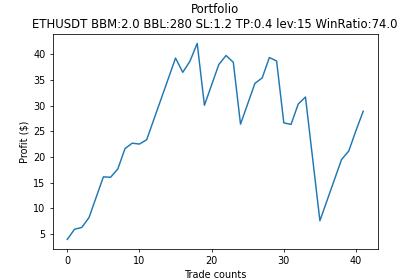 Portfolio
ETHUSDT BBM:2.0 BBL:280 SL:1.2 TP:0.4 lev:15 WinRatio:74.0
40
35
30
25
20
15
10
5
Profit ($)
0 10 20 30 40
Trade counts